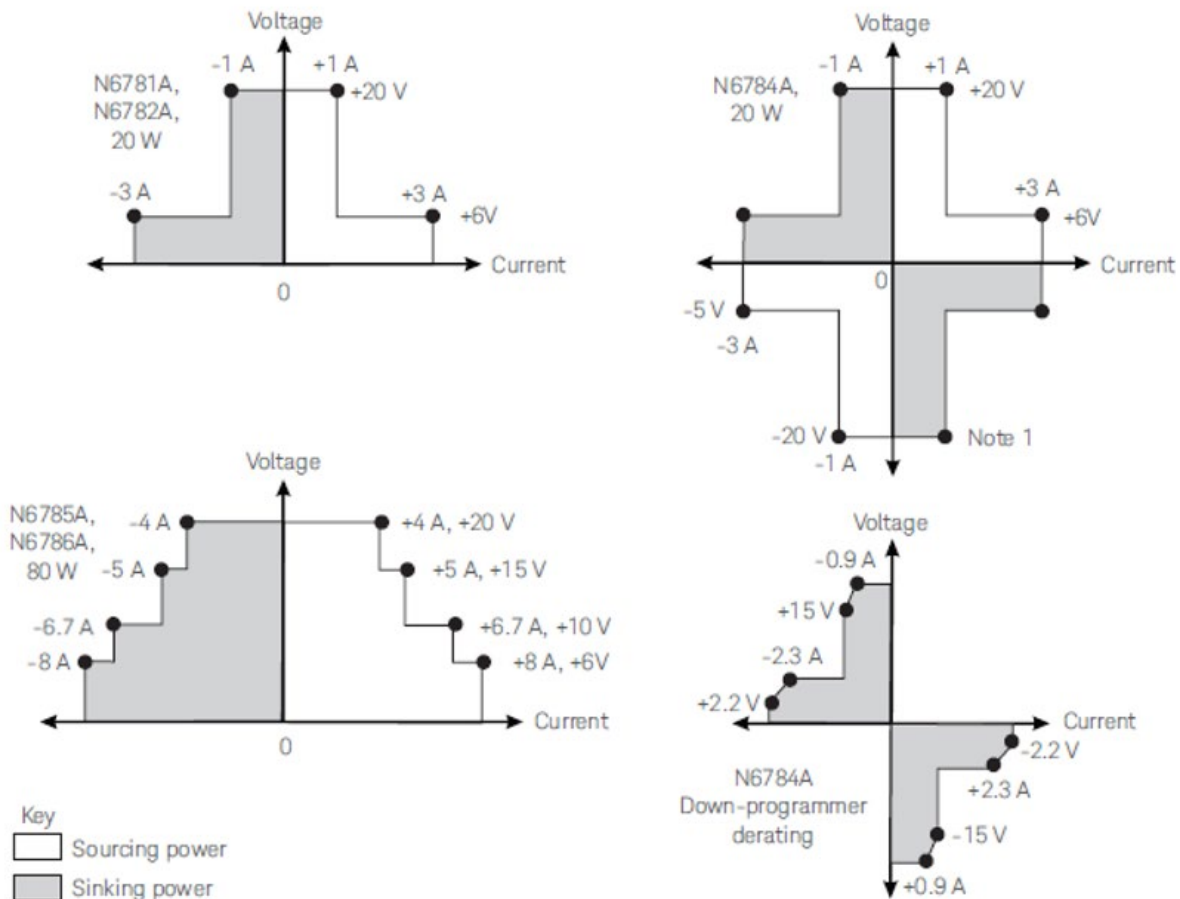 Voltage
-1 A
+1 A
N6781A,
N6782A,
20 W
+20 V
-3 A
+3 A
+6V
Current
0
Voltage
-1 A
+1 A
N6784A,
20 W
+20 V
+3 A
+6V
Current
0
-5 V
-3 A
-20 V
-1 A
Note 1
Voltage
N6785A,
N6786A,
80 W
-4 A
+4 A, +20 V
-5 A
+5 A, +15 V
-6.7 A
+6.7 A, +10 V
-8 A
+8 A, +6V
Current
0
Voltage
-0.9 A
+15 V
-2.3 A
+2.2 V
Current
-2.2 V
+2.3 A
N6784A
Down-programmer
derating
-15 V
+0.9 A
Key
Sourcing power
Sinking power